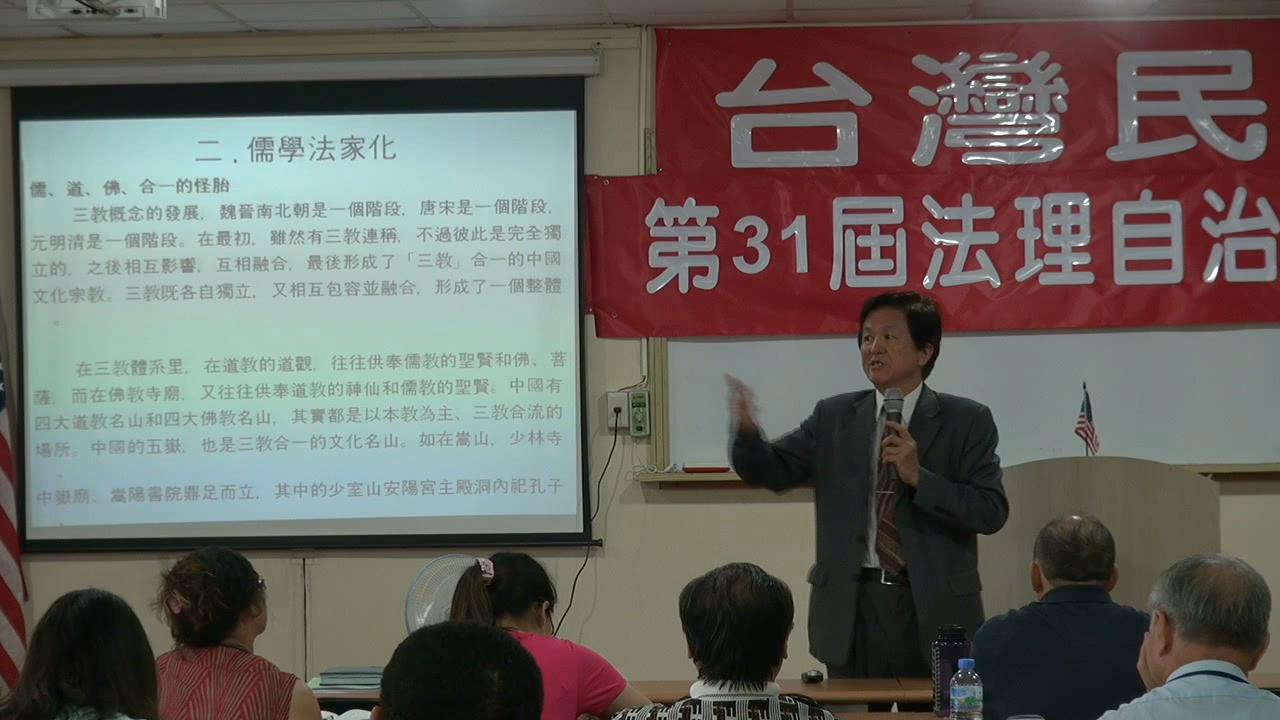 二.儒學法家化
儒、道、佛、合一的怪胎
三教概念的發展，魏晉南北朝是一個階段，唐宋是一個階段，
元明清是一個階段。在最初，雖然有三教連稱，不過彼此是完全獨
立的，之後相互影響，互相融合，最後形成了「三教」合一的中國
文化宗教。三教既各自獨立，又相互包容並融合，形成了一個整體
。
在三教體系里，在道教的道觀，往往供奉儒教的聖賢和佛、菩
薩，而在佛教寺廟，又往往供奉道教的神仙和儒教的聖賢。中國有
四大道教名山和四大佛教名山，其實都是以本教為主、三教合流的
場所。中國的五嶽，也是三教合一的文化名山。如在嵩山，少林寺
、
中嶽廟、嵩陽書院鼎足而立，其中的少室山安陽宮主殿洞內祀孔子
、
台灣民
第31屆法理自治